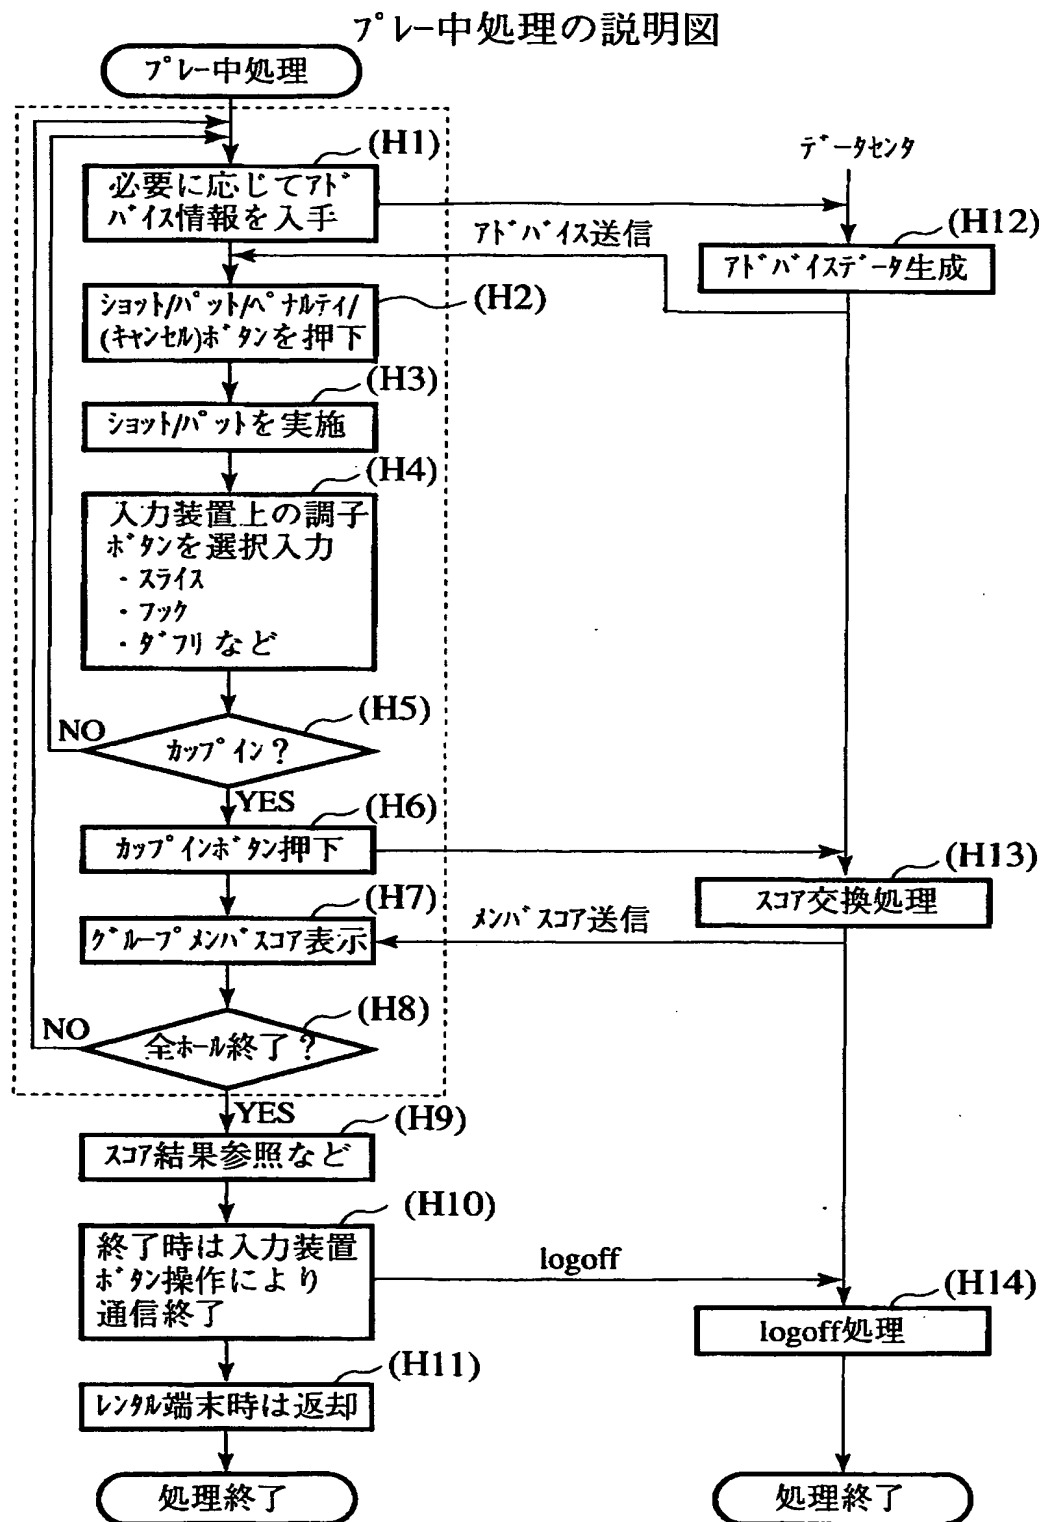 プレー中処理の説明図
プレー中処理
(H1)
必要に応じてアド
バイス情報を入手
データセンタ
(H12)
アドバイスデータ生成
アドバイス送信
(H2)
ショット/パット/ペナルティ/
(キャンセル)ボタンを押下
(H3)
ショット/パットを実施
(H4)
入力装置上の調子
ボタンを選択入力
・スライス
・フック
・ダフリなど
(H5)
NO
カップイン?
YES
(H6)
カップインボタン押下
(H13)
スコア交換処理
(H7)
グループメンバスコア表示
メンバスコア送信
(H8)
NO
全ホール終了?
YES
(H9)
スコア結果参照など
(H10)
終了時は入力装置
ボタン操作により
通信終了
logoff
(H14)
logoff処理
(H11)
レンタル端末時は返却
処理終了
処理終了